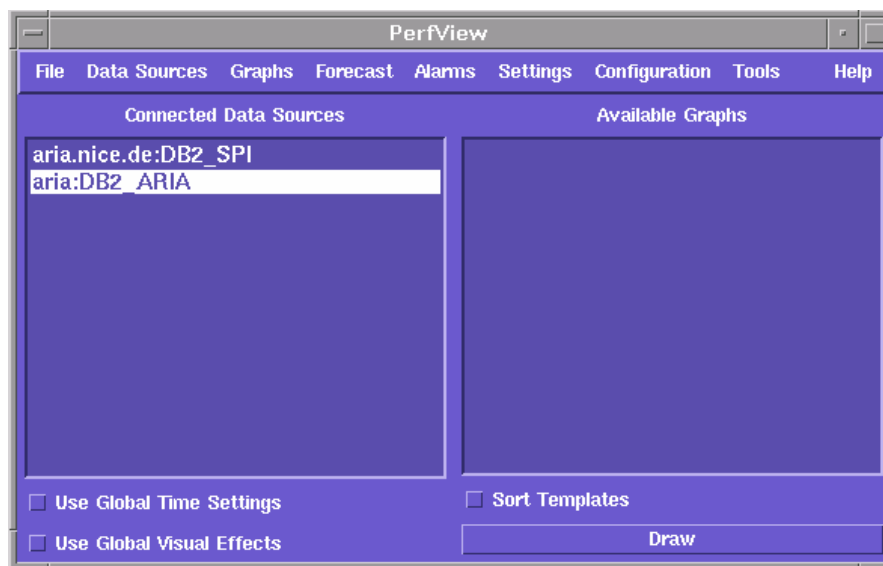 PerfView
File Data Sources Graphs Forecast Alarms Settings Configuration Tools Help
Connected Data Sources
Available Graphs
aria.nice.de:DB2_SPI
aria:DB2_ARIA
Use Global Time Settings
Sort Templates
Use Global Visual Effects
Draw